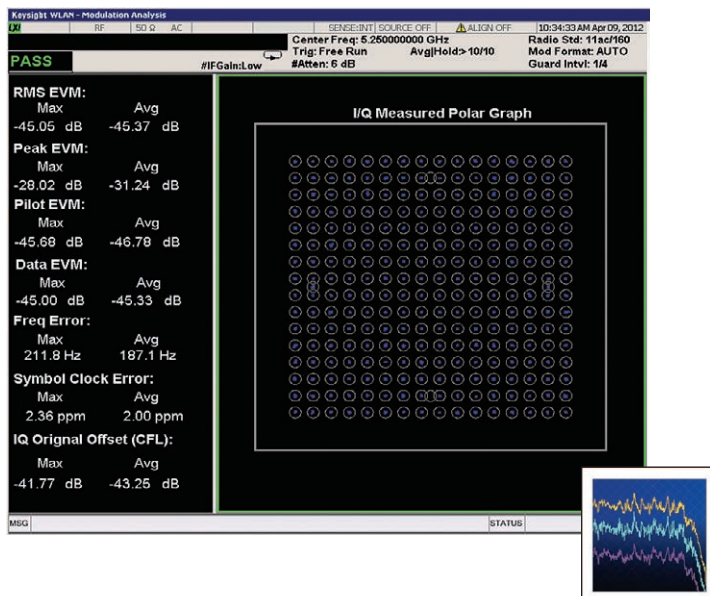 Keysight WLAN - Modulation Analysis
LXI RF 50 Ω AC SENSE:INT SOURCE OFF ALIGN OFF 10:34:33 AM Apr 09, 2012
Center Freq: 5.250000000 GHz Radio Std: 11ac/160
PASS Trig: Free Run Avg|Hold:> 10/10 Mod Format: AUTO
#IFGain:Low #Atten: 6 dB Guard Intvl: 1/4
RMS EVM:
Max Avg
-45.05 dB -45.37 dB
Peak EVM:
Max Avg
-28.02 dB -31.24 dB
Pilot EVM:
Max Avg
-45.68 dB -46.78 dB
Data EVM:
Max Avg
-45.00 dB -45.33 dB
Freq Error:
Max Avg
211.8 Hz 187.1 Hz
Symbol Clock Error:
Max Avg
2.36 ppm 2.00 ppm
IQ Orignal Offset (CFL):
Max Avg
-41.77 dB -43.25 dB
I/Q Measured Polar Graph
MSG STATUS